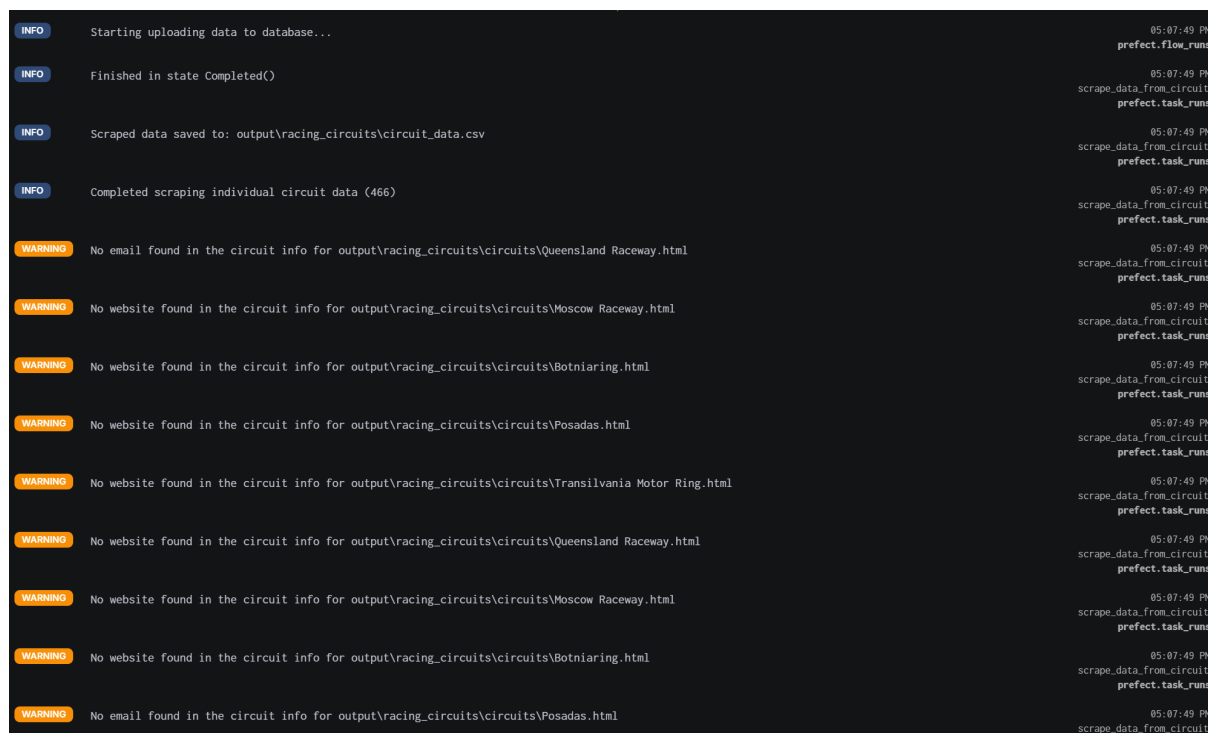 INFO Starting uploading data to database... 05:07:49 PM
prefect.flow_runs
INFO Finished in state Completed() 05:07:49 PM
scrape_data_from_circuit
prefect.task_runs
INFO Scraped data saved to: output\racing_circuits\circuit_data.csv 05:07:49 PM
scrape_data_from_circuit
prefect.task_runs
INFO Completed scraping individual circuit data (466) 05:07:49 PM
scrape_data_from_circuit
prefect.task_runs
WARNING No email found in the circuit info for output\racing_circuits\circuits\Queensland Raceway.html 05:07:49 PM
scrape_data_from_circuit
prefect.task_runs
WARNING No website found in the circuit info for output\racing_circuits\circuits\Moscow Raceway.html 05:07:49 PM
scrape_data_from_circuit
prefect.task_runs
WARNING No website found in the circuit info for output\racing_circuits\circuits\Botniaring.html 05:07:49 PM
scrape_data_from_circuit
prefect.task_runs
WARNING No website found in the circuit info for output\racing_circuits\circuits\Posadas.html 05:07:49 PM
scrape_data_from_circuit
prefect.task_runs
WARNING No website found in the circuit info for output\racing_circuits\circuits\Transilvania Motor Ring.html 05:07:49 PM
scrape_data_from_circuit
prefect.task_runs
WARNING No website found in the circuit info for output\racing_circuits\circuits\Queensland Raceway.html 05:07:49 PM
scrape_data_from_circuit
prefect.task_runs
WARNING No website found in the circuit info for output\racing_circuits\circuits\Moscow Raceway.html 05:07:49 PM
scrape_data_from_circuit
prefect.task_runs
WARNING No website found in the circuit info for output\racing_circuits\circuits\Botniaring.html 05:07:49 PM
scrape_data_from_circuit
prefect.task_runs
WARNING No email found in the circuit info for output\racing_circuits\circuits\Posadas.html 05:07:49 PM
scrape_data_from_circuit